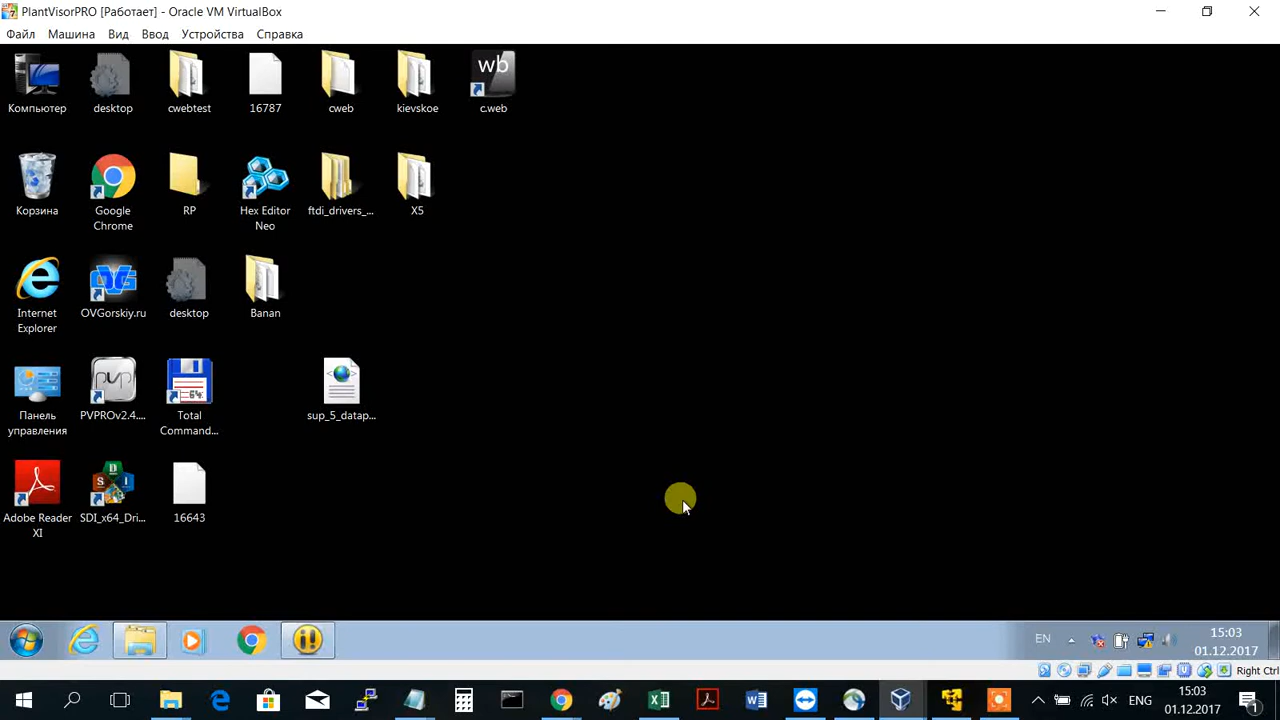 PlantVisorPRO [Работает] - Oracle VM VirtualBox
Файл Машина Вид Ввод Устройства Справка
wb
Компьютер desktop cwebtest 16787 cweb kievskoe c.web
Корзина Google Chrome RP Hex Editor Neo ftdi_drivers_... X5
Internet Explorer OVGorskiy.ru desktop Banan
Панель управления PVPROv2.4.... Total Command... sup_5_datap...
Adobe Reader XI SDI_x64_Dri... 16643
EN 15:03
01.12.2017
Right Ctrl
ENG 15:03
01.12.2017